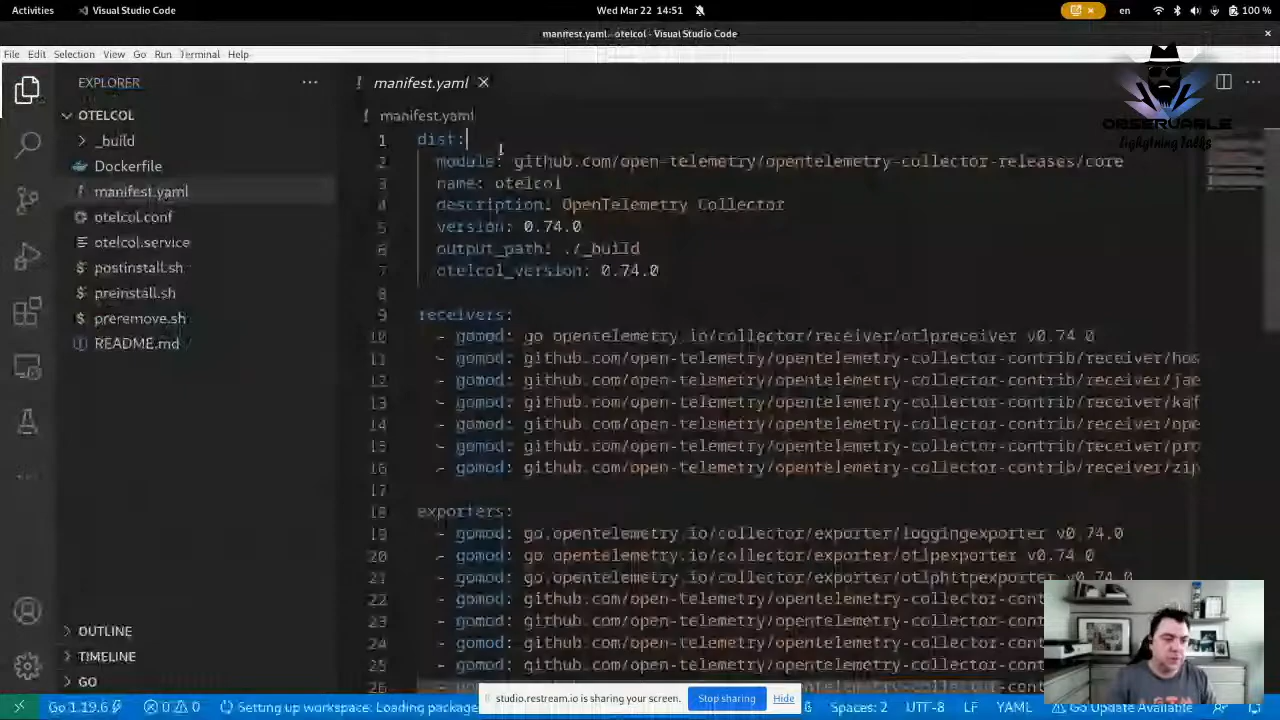 Activities
Visual Studio Code
Wed Mar 22 14:51
en
100 %
manifest.yaml - otelcol - Visual Studio Code
File Edit Selection View Go Run Terminal Help
EXPLORER
OTELCOL
_build
Dockerfile
manifest.yaml
otelcol.conf
otelcol.service
postinstall.sh
preinstall.sh
preremove.sh
README.md
OUTLINE
TIMELINE
GO
manifest.yaml
manifest.yaml
1 dist:
2 module: github.com/open-telemetry/opentelemetry-collector-releases/core
3 name: otelcol
4 description: OpenTelemetry Collector
5 version: 0.74.0
6 output_path: ./_build
7 otelcol_version: 0.74.0
8
9 receivers:
10 - gomod: go.opentelemetry.io/collector/receiver/otlpreceiver v0.74.0
11 - gomod: github.com/open-telemetry/opentelemetry-collector-contrib/receiver/hos
12 - gomod: github.com/open-telemetry/opentelemetry-collector-contrib/receiver/jae
13 - gomod: github.com/open-telemetry/opentelemetry-collector-contrib/receiver/kaf
14 - gomod: github.com/open-telemetry/opentelemetry-collector-contrib/receiver/ope
15 - gomod: github.com/open-telemetry/opentelemetry-collector-contrib/receiver/pro
16 - gomod: github.com/open-telemetry/opentelemetry-collector-contrib/receiver/zip
17
18 exporters:
19 - gomod: go.opentelemetry.io/collector/exporter/loggingexporter v0.74.0
20 - gomod: go.opentelemetry.io/collector/exporter/otlpexporter v0.74.0
21 - gomod: go.opentelemetry.io/collector/exporter/otlphttpexporter v0.74.0
22 - gomod: github.com/open-telemetry/opentelemetry-collector-cont
23 - gomod: github.com/open-telemetry/opentelemetry-collector-cont
24 - gomod: github.com/open-telemetry/opentelemetry-collector-cont
25 - gomod: github.com/open-telemetry/opentelemetry-collector-cont
26
OBSERVABLE
Lightning Talks
studio.restream.io is sharing your screen.
Stop sharing
Hide
Go 1.19.6
0 0
Setting up workspace: Loading package
Spaces: 2
UTF-8
LF
YAML
Go Update Available